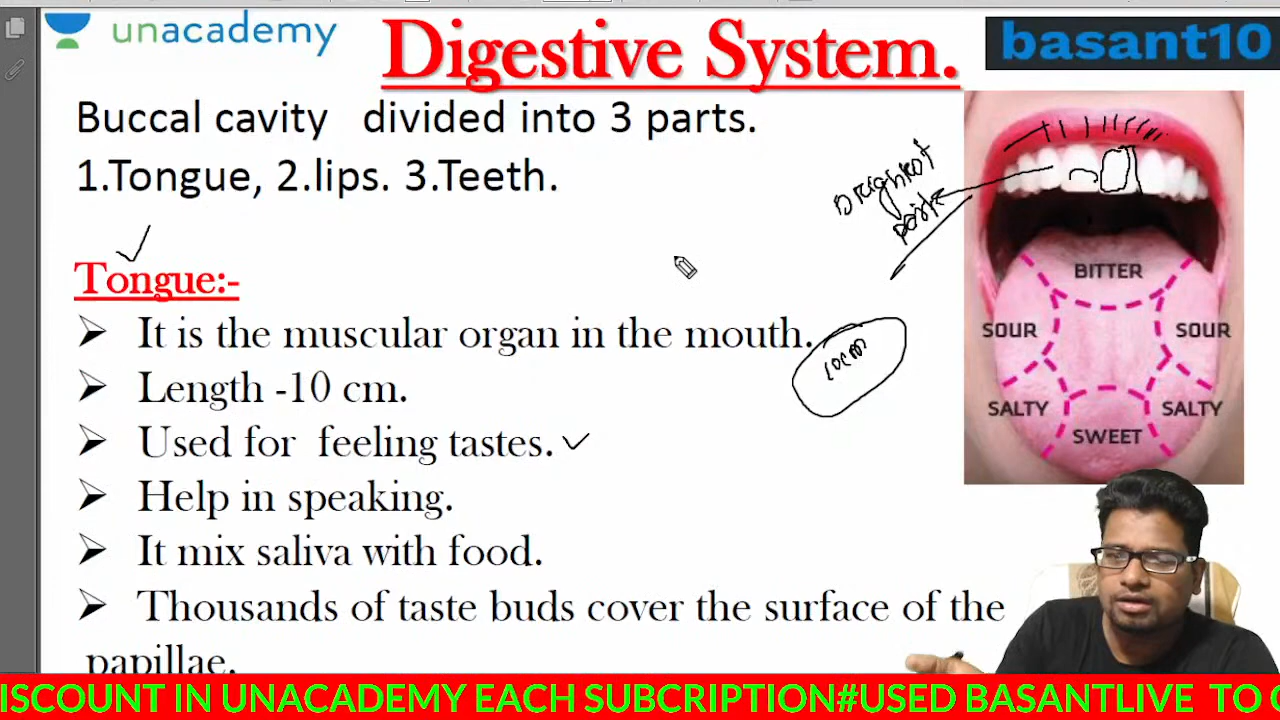 unacademy
Digestive System.
basant10
Buccal cavity divided into 3 parts.
1.Tongue, 2.lips. 3.Teeth.
part
Tongue:-
➢ It is the muscular organ in the mouth.
10cm
➢ Length -10 cm.
➢ Used for feeling tastes.
➢ Help in speaking.
➢ It mix saliva with food.
➢ Thousands of taste buds cover the surface of the
papillae.
BITTER
SOUR SOUR
SALTY SALTY
SWEET
ISCOUNT IN UNACADEMY EACH SUBCRIPTION#USED BASANTLIVE TO